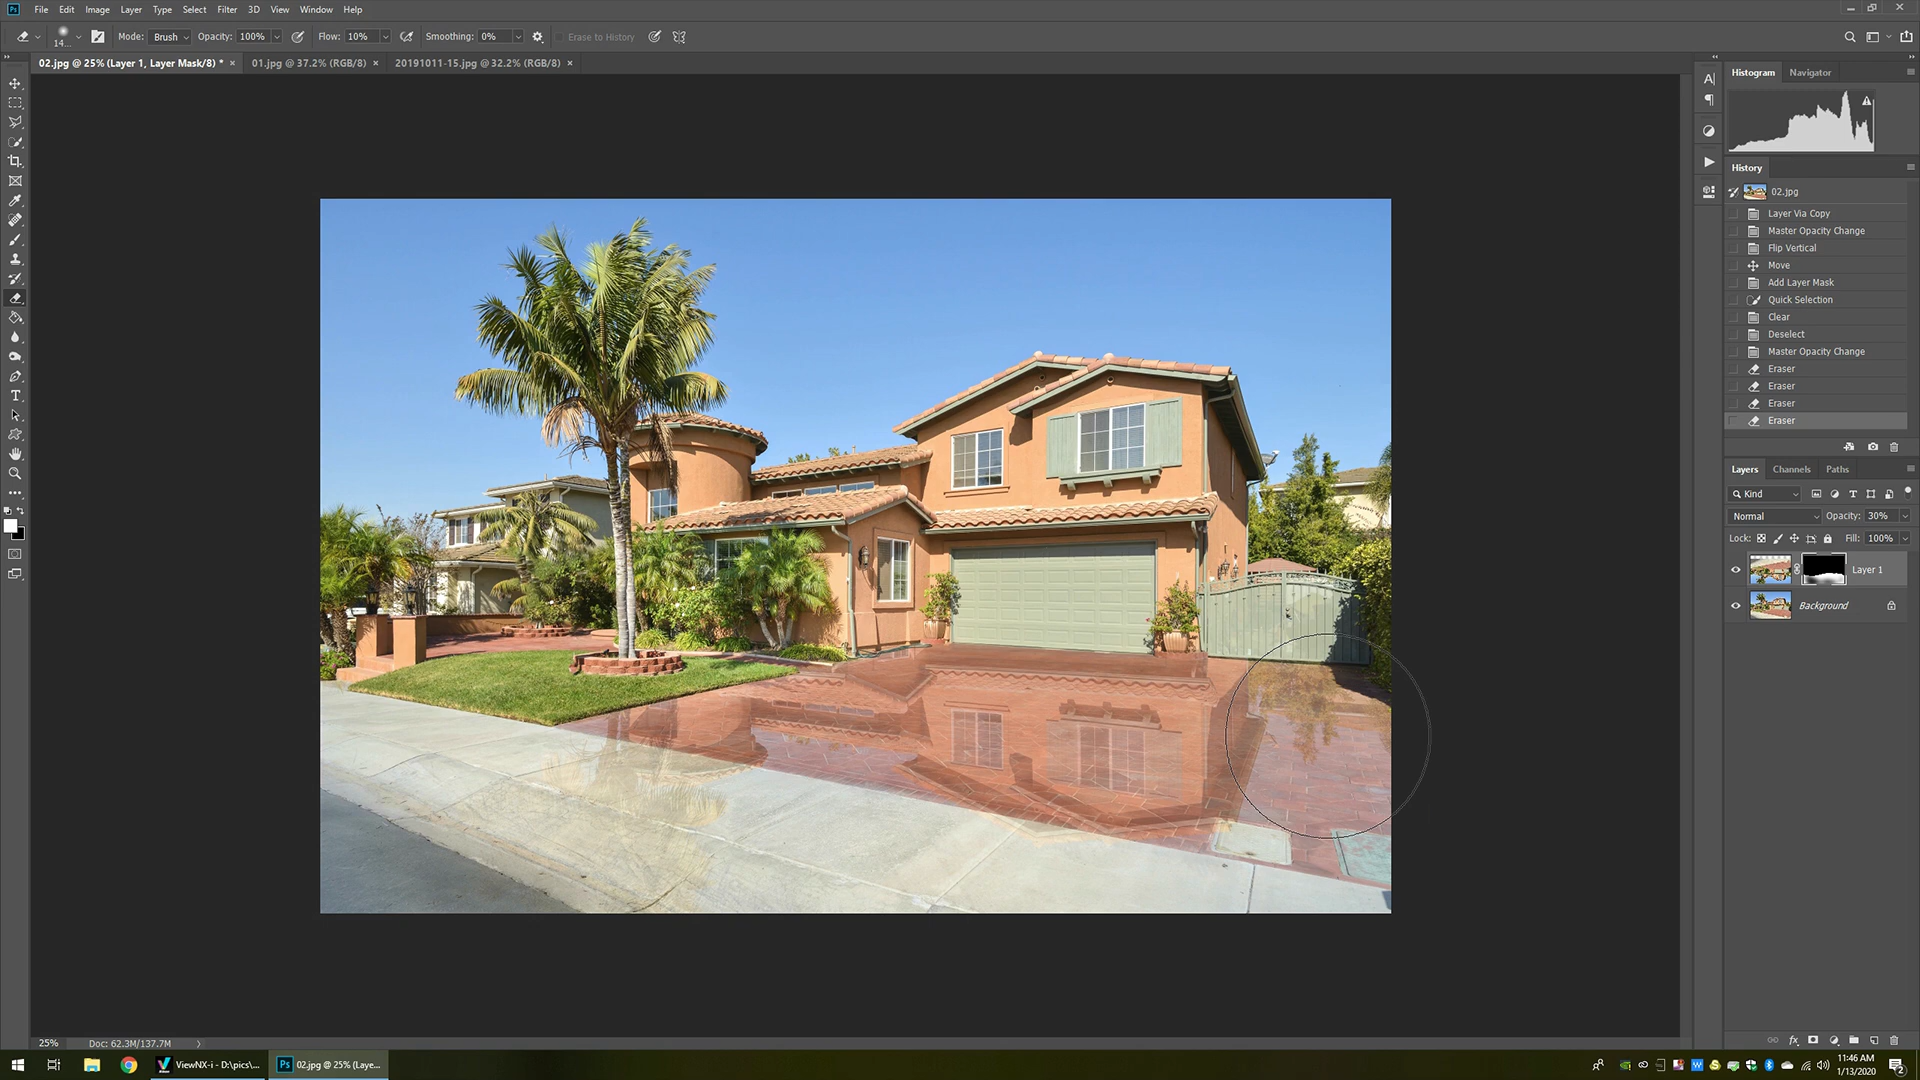 Ps File Edit Image Layer Type Select Filter 3D View Window Help
14... Mode: Brush Opacity: 100% Flow: 10% Smoothing: 0% Erase to History
02.jpg @ 25% (Layer 1, Layer Mask/8) * × 01.jpg @ 37.2% (RGB/8) × 20191011-15.jpg @ 32.2% (RGB/8) ×
Histogram Navigator
History
02.jpg
Layer Via Copy
Master Opacity Change
Flip Vertical
Move
Add Layer Mask
Quick Selection
Clear
Deselect
Master Opacity Change
Eraser
Eraser
Eraser
Eraser
Layers Channels Paths
Kind
Normal Opacity: 30%
Lock: Fill: 100%
Layer 1
Background
25% Doc: 62.3M/137.7M
ViewNX-i - D:\pics\... Ps 02.jpg @ 25% (Laye...
11:46 AM
1/13/2020
2